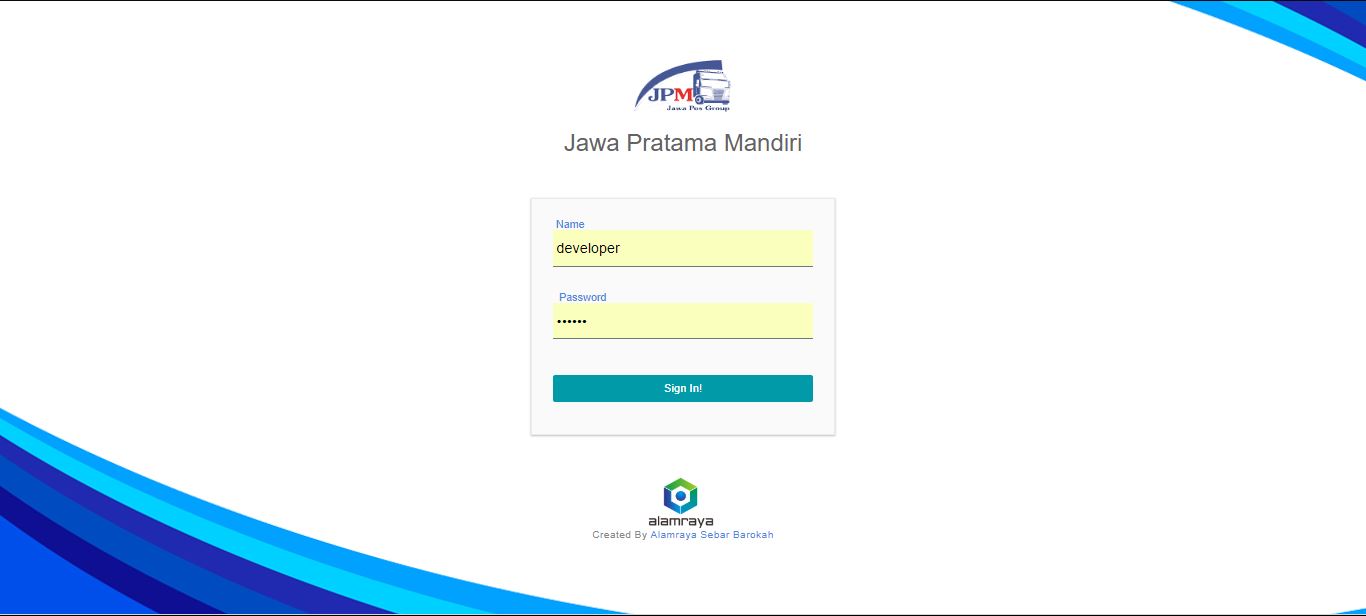 JPM
Jawa Pos Group
Jawa Pratama Mandiri
Name
developer
Password
••••••
Sign In!
alamraya
Created By Alamraya Sebar Barokah